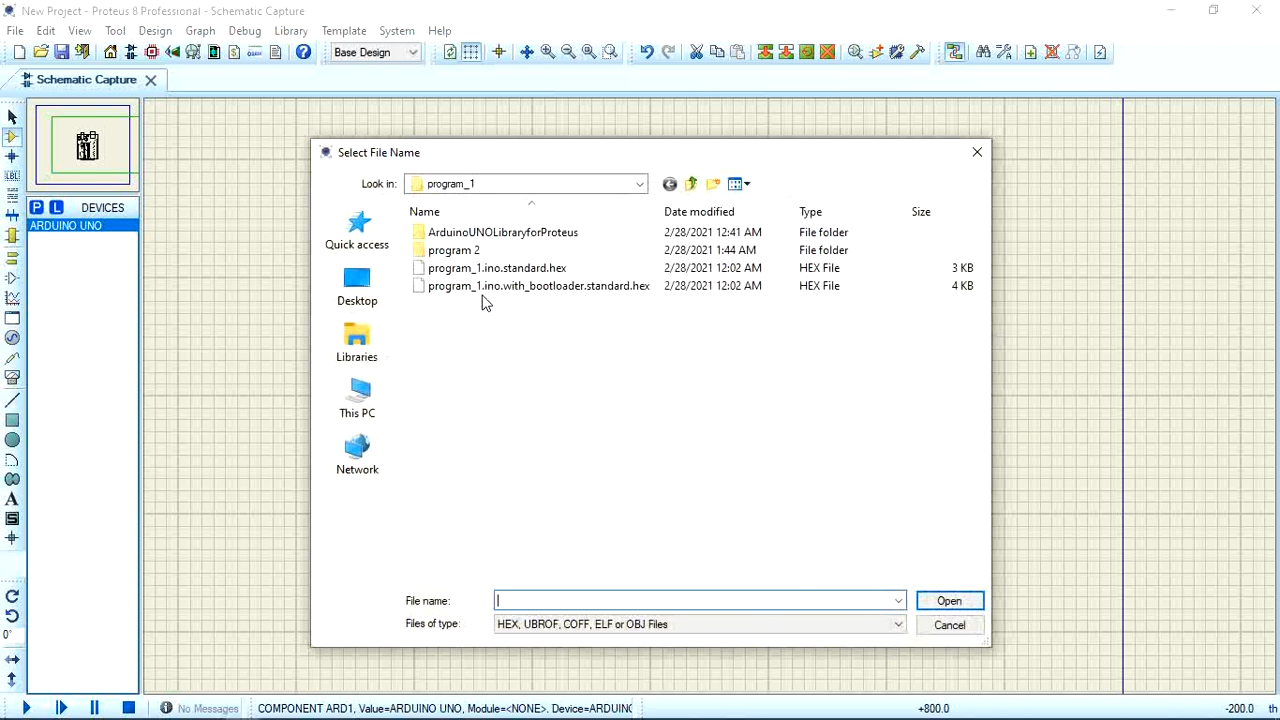 New Project - Proteus 8 Professional - Schematic Capture
File Edit View Tool Design Graph Debug Library Template System Help
Base Design
Schematic Capture
LBL
P L DEVICES
ARDUINO UNO
Select File Name
Look in: program_1
Name Date modified Type Size
ArduinoUNOLibraryforProteus 2/28/2021 12:41 AM File folder
program 2 2/28/2021 1:44 AM File folder
program_1.ino.standard.hex 2/28/2021 12:02 AM HEX File 3 KB
program_1.ino.with_bootloader.standard.hex 2/28/2021 12:02 AM HEX File 4 KB
Quick access
Desktop
Libraries
This PC
Network
File name: Open
Files of type: HEX, UBROF, COFF, ELF or OBJ Files Cancel
A
S
0°
No Messages COMPONENT ARD1, Value=ARDUINO UNO, Module=<NONE>. Device=ARDUIN +800.0 -200.0 th